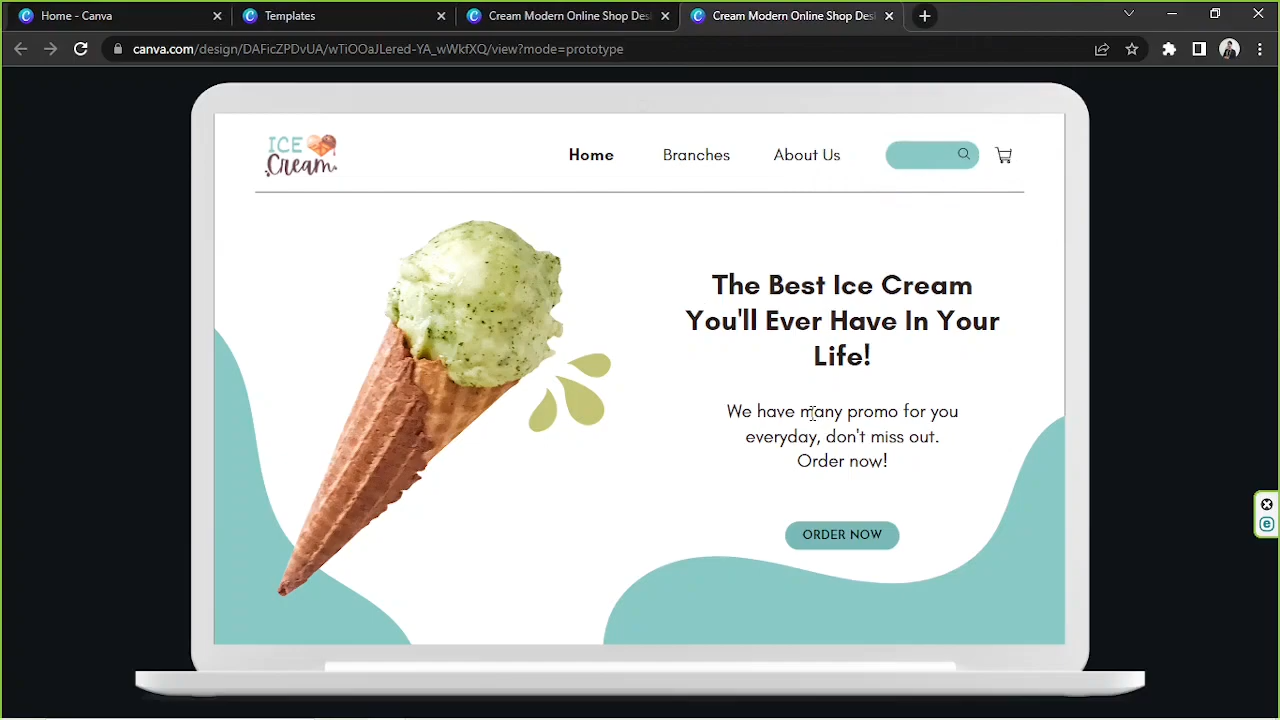 Home - Canva
Templates
Cream Modern Online Shop Des
Cream Modern Online Shop Des
canva.com/design/DAFicZPDvUA/wTiOOaJLered-YA_wWkfXQ/view?mode=prototype
ICE
Cream
Home
Branches
About Us
The Best Ice Cream
You'll Ever Have In Your
Life!
We have many promo for you
everyday, don't miss out.
Order now!
ORDER NOW